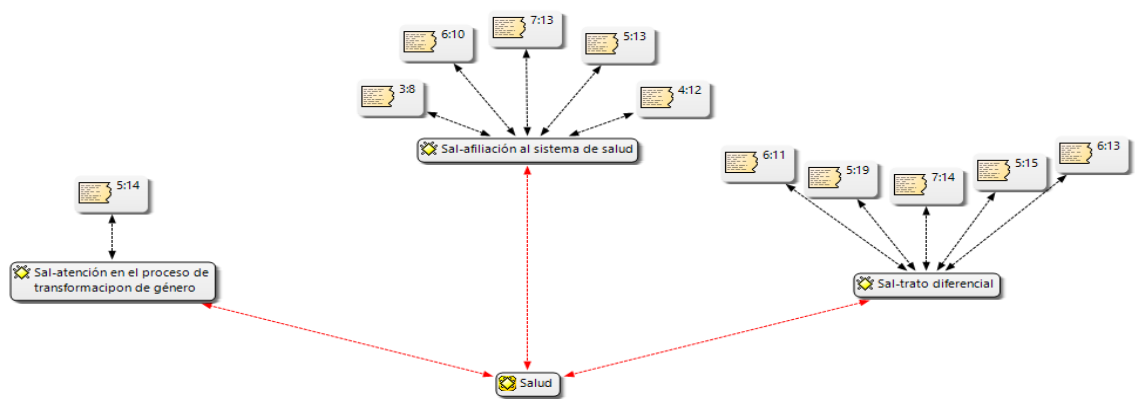 7:13
6:10
5:13
3:8
4:12
Sal-afiliación al sistema de salud
6:11
5:19
7:14
5:15
6:13
5:14
Sal-atención en el proceso de
transformacipon de género
Sal-trato diferencial
Salud